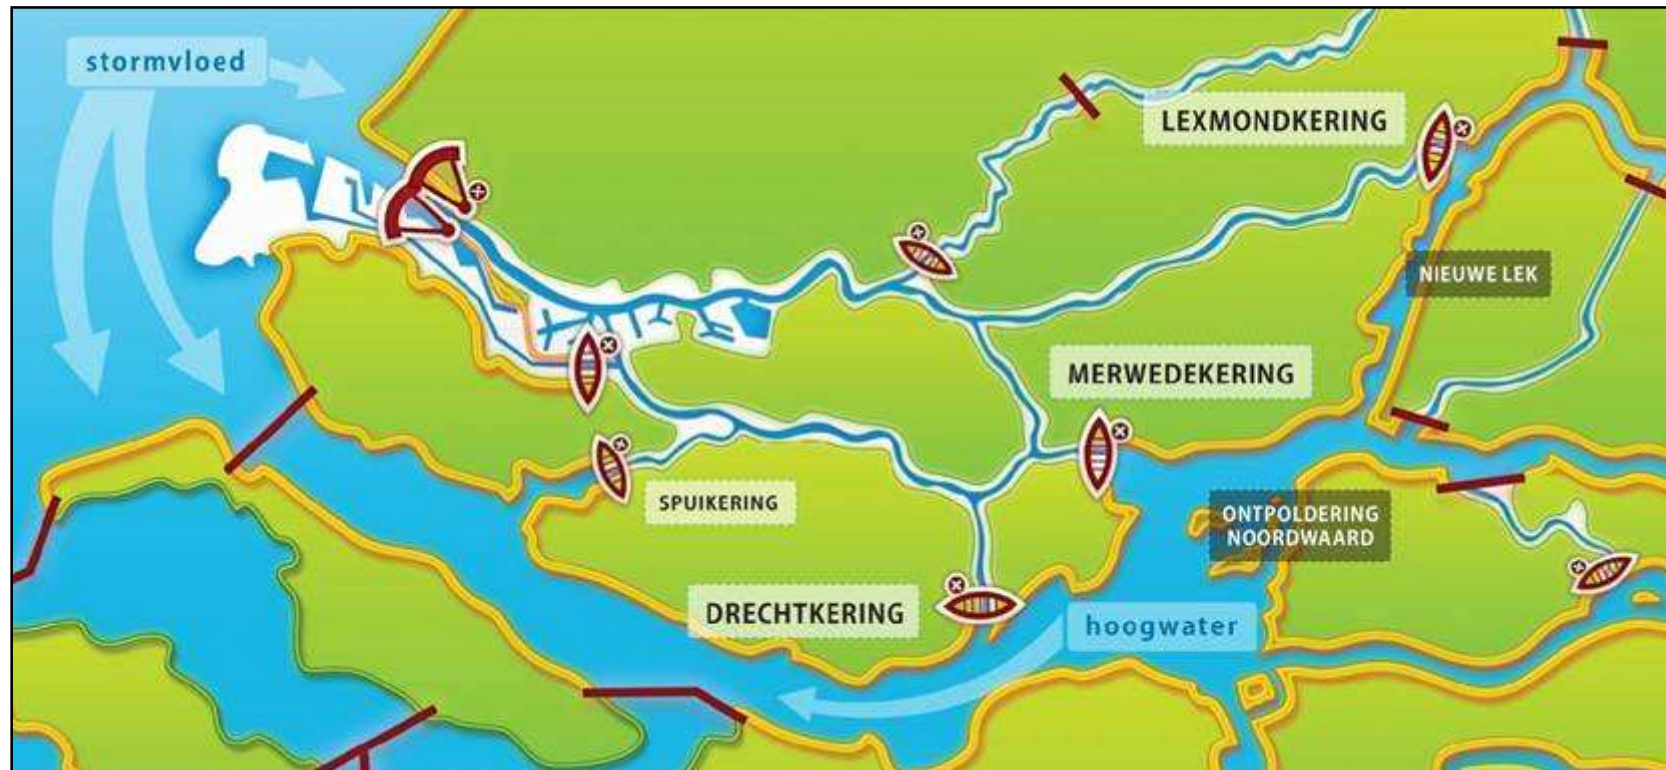 stormvloed
LEXMONDKERING
NIEUWE LEK
MERWEDEKERING
SPUIKERING
ONTPOLDERING
NOORDWAARD
DRECHTKERING
hoogwater